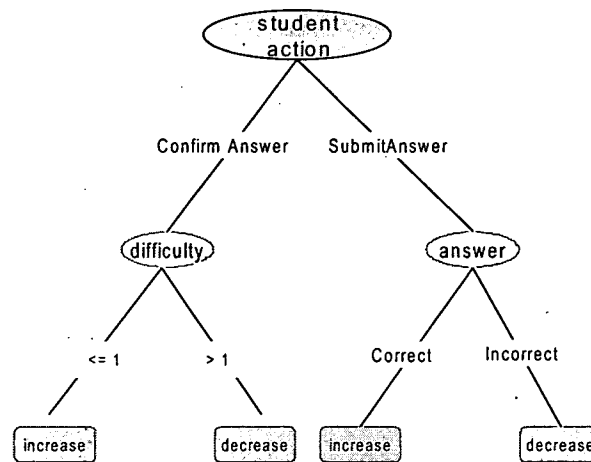 student
action
Confirm Answer
SubmitAnswer
difficulty
answer
<= 1
> 1
Correct
Incorrect
increase
decrease
increase
decrease